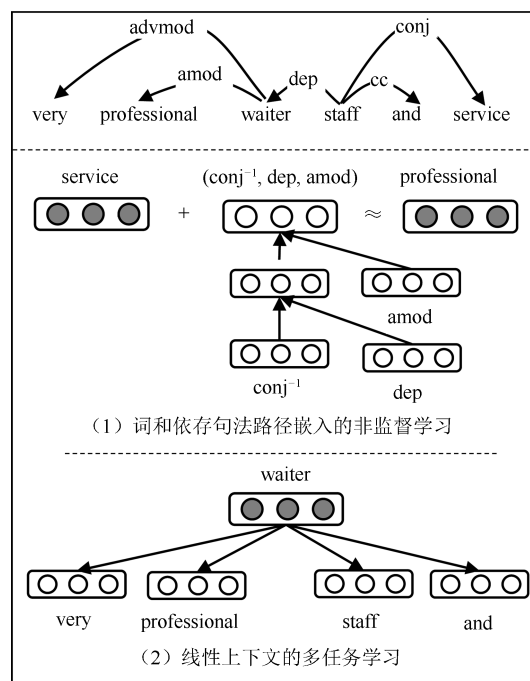 advmod conj
amod dep cc
very professional waiter staff and service
service (conj⁻¹, dep, amod) professional
+ ≈
amod
conj⁻¹ dep
（1）词和依存句法路径嵌入的非监督学习
waiter
very professional staff and
（2）线性上下文的多任务学习